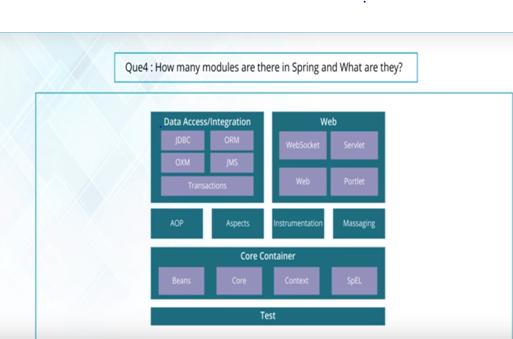 Que4 : How many modules are there in Spring and What are they?
Data Access/Integration
JDBC
ORM
OXM
JMS
Transactions
Web
WebSocket
Servlet
Web
Portlet
AOP
Aspects
Instrumentation
Massaging
Core Container
Beans
Core
Context
SpEL
Test